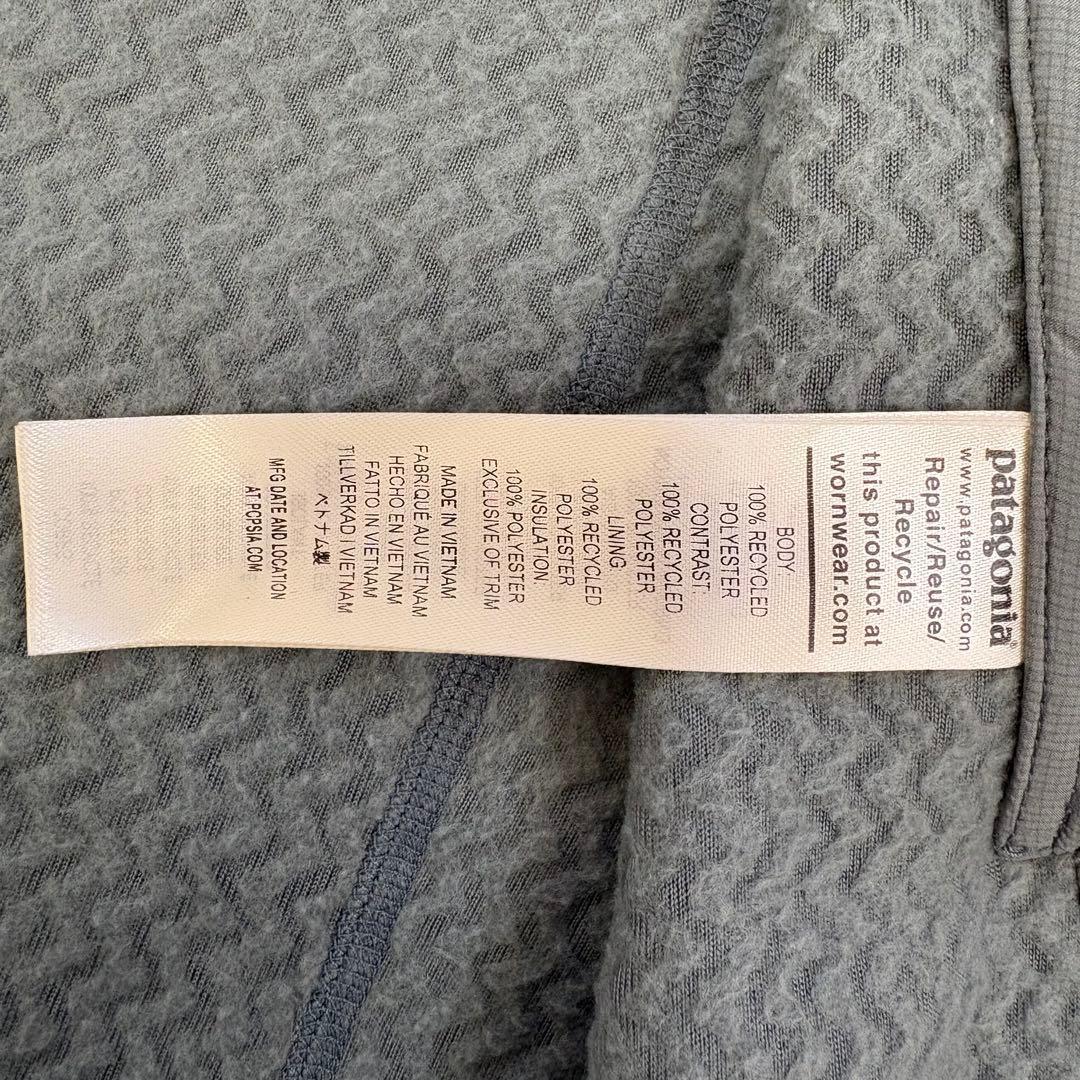 patagonia®
www.patagonia.com
Repair/Reuse/
Recycle
this product at
wornwear.com
BODY
100% RECYCLED
POLYESTER
CONTRAST:
100% RECYCLED
POLYESTER
LINING
100% RECYCLED
POLYESTER
INSULATION
100% POLYESTER
EXCLUSIVE OF TRIM
MADE IN VIETNAM
FABRIQUÉ AU VIETNAM
HECHO EN VIETNAM
FATTO IN VIETNAM
TILLVERKAD I VIETNAM
ベトナム製
MFG DATE AND LOCATION
AT PCPSIA.COM